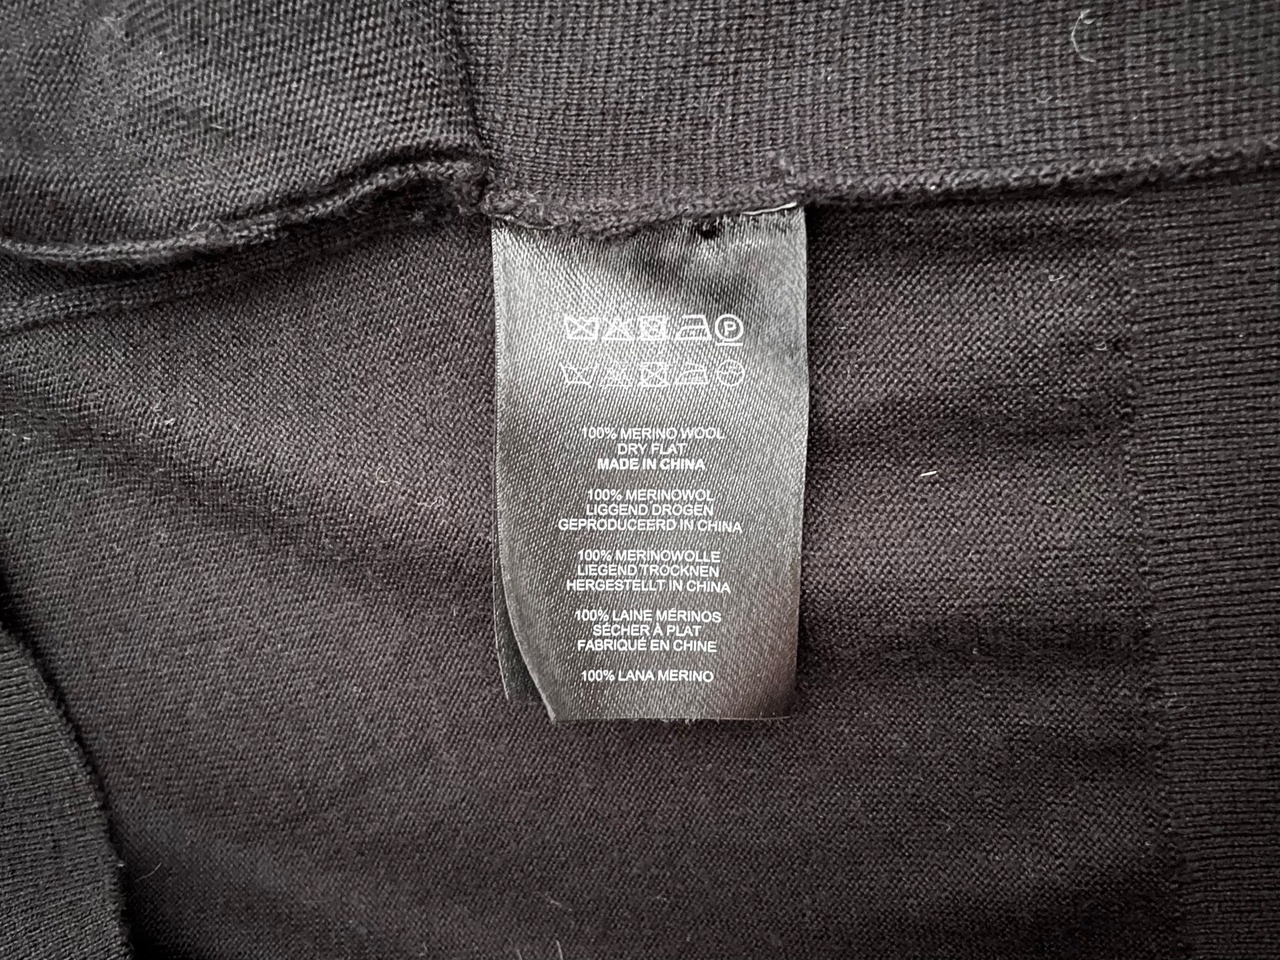 P
100% MERINO WOOL
DRY FLAT
MADE IN CHINA
100% MERINOWOL
LIGGEND DROGEN
GEPRODUCEERD IN CHINA
100% MERINOWOLLE
LIEGEND TROCKNEN
HERGESTELLT IN CHINA
100% LAINE MÉRINOS
SÉCHER À PLAT
FABRIQUÉ EN CHINE
100% LANA MERINO